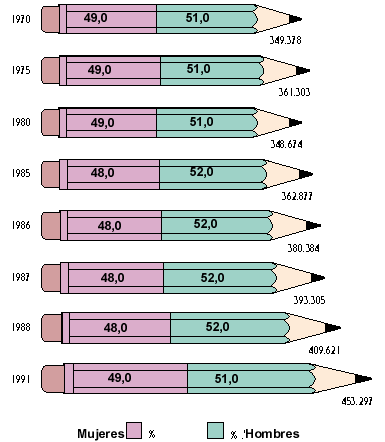 1970 49,0 51,0
349.378
1975 49,0 51,0
361.303
1980 49,0 51,0
348.674
1985 48,0 52,0
362.877
1986 48,0 52,0
380.384
1987 48,0 52,0
393.305
1988 48,0 52,0
409.621
1991 49,0 51,0
453.297
Mujeres % % Hombres